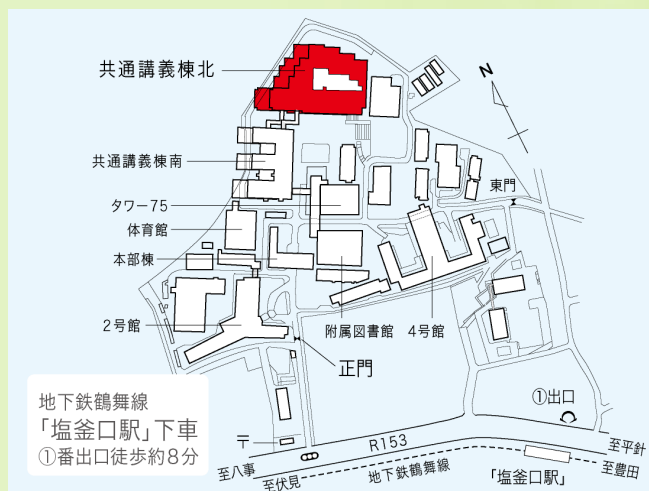 共通講義棟北
N
共通講義棟南
東門
タワー75
体育館
本部棟
2号館
附属図書館
4号館
正門
地下鉄鶴舞線
「塩釜口駅」下車
①番出口徒歩約8分
①出口
〒
R153
至平針
至八事
至伏見
地下鉄鶴舞線
「塩釜口駅」
至豊田